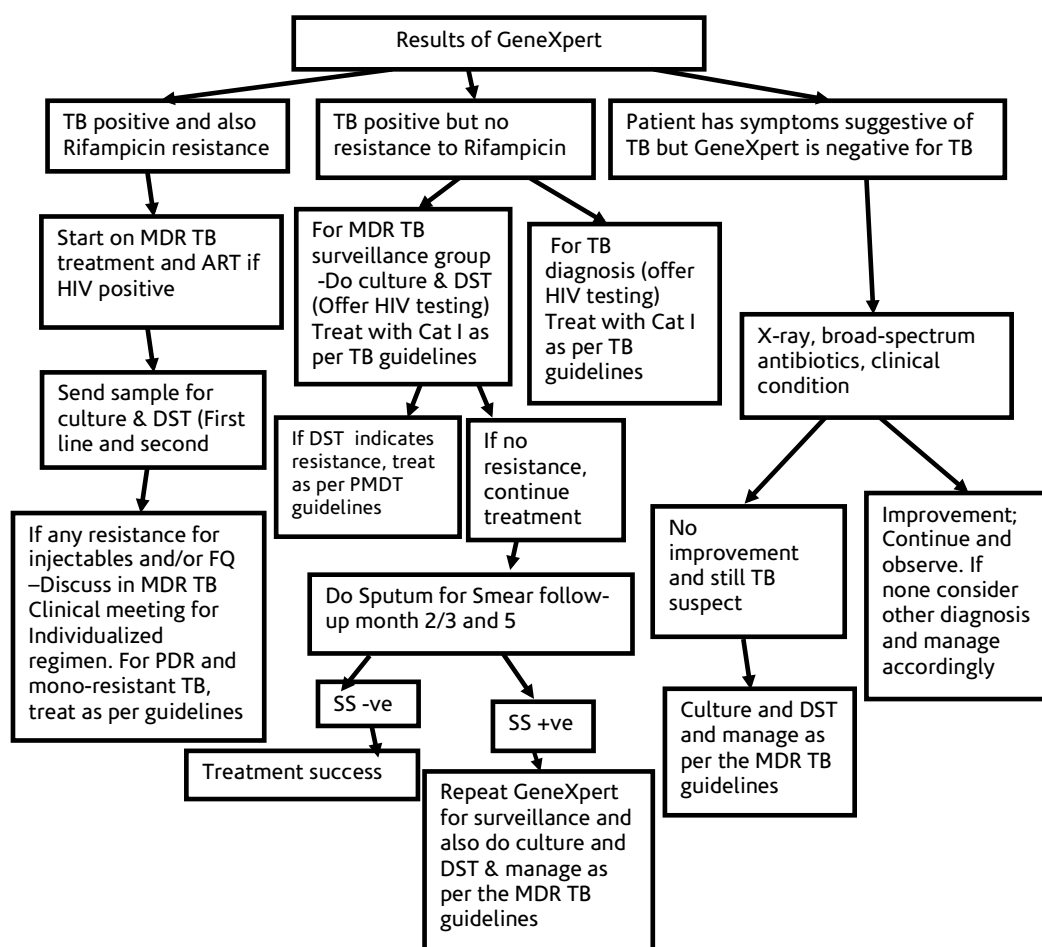 Results of GeneXpert
TB positive and also
Rifampicin resistance
TB positive but no
resistance to Rifampicin
Patient has symptoms suggestive of
TB but GeneXpert is negative for TB
Start on MDR TB
treatment and ART if
HIV positive
For MDR TB
surveillance group
-Do culture & DST
(Offer HIV testing)
Treat with Cat I as
per TB guidelines
For TB
diagnosis (offer
HIV testing)
Treat with Cat I
as per TB
guidelines
X-ray, broad-spectrum
antibiotics, clinical
condition
Send sample for
culture & DST (First
line and second
If DST indicates
resistance, treat
as per PMDT
guidelines
If no
resistance,
continue
treatment
No
improvement
and still TB
suspect
Improvement;
Continue and
observe. If
none consider
other diagnosis
and manage
accordingly
If any resistance for
injectables and/or FQ
–Discuss in MDR TB
Clinical meeting for
Individualized
regimen. For PDR and
mono-resistant TB,
treat as per guidelines
Do Sputum for Smear follow-
up month 2/3 and 5
SS -ve
SS +ve
Culture and DST
and manage as
per the MDR TB
guidelines
Treatment success
Repeat GeneXpert
for surveillance and
also do culture and
DST & manage as
per the MDR TB
guidelines